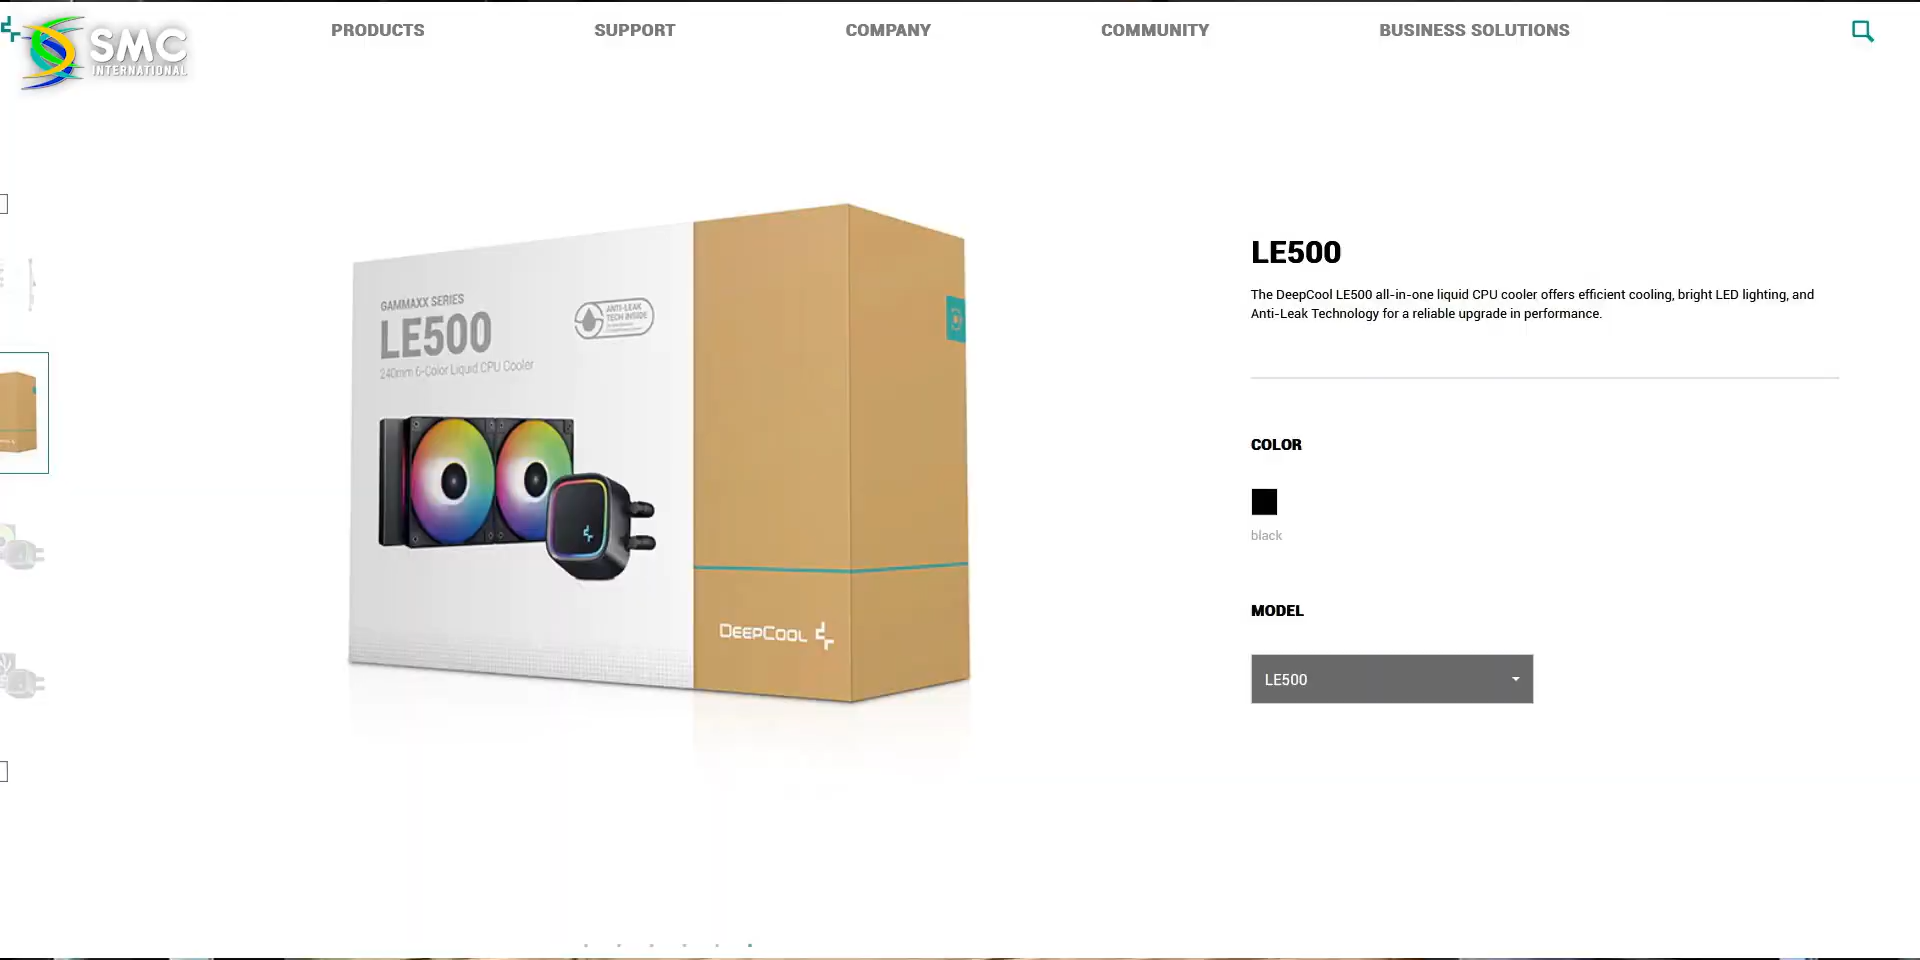 SMC
INTERNATIONAL
PRODUCTS
SUPPORT
COMPANY
COMMUNITY
BUSINESS SOLUTIONS
GAMMAXX SERIES
LE500
240mm 6-Color Liquid CPU Cooler
ANTI-LEAK
TECH INSIDE
DEEPCOOL
LE500
The DeepCool LE500 all-in-one liquid CPU cooler offers efficient cooling, bright LED lighting, and
Anti-Leak Technology for a reliable upgrade in performance.
COLOR
black
MODEL
LE500